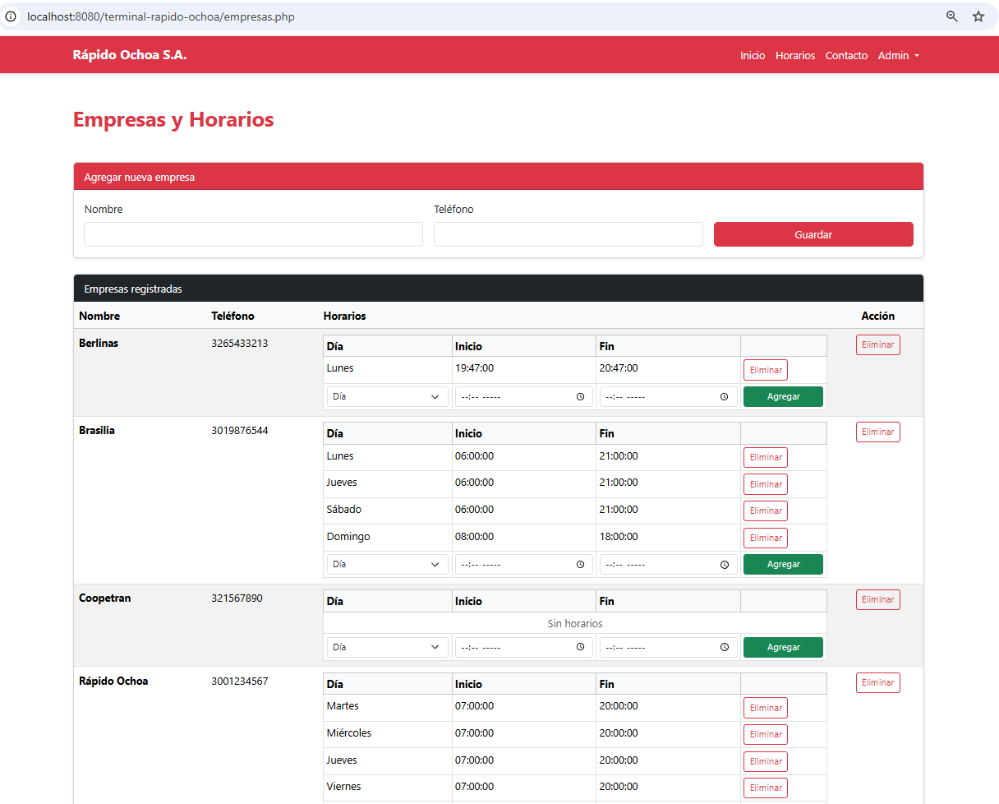 localhost:8080/terminal-rapido-ochoa/empresas.php
Rápido Ochoa S.A. Inicio Horarios Contacto Admin
Empresas y Horarios
Agregar nueva empresa
Nombre Teléfono
Guardar
Empresas registradas
Nombre Teléfono Horarios Acción
Berlinas 3265433213 Día Inicio Fin Eliminar
Lunes 19:47:00 20:47:00 Eliminar
Día --:-- ----- --:-- ----- Agregar
Brasilia 3019876544 Día Inicio Fin Eliminar
Lunes 06:00:00 21:00:00 Eliminar
Jueves 06:00:00 21:00:00 Eliminar
Sábado 06:00:00 21:00:00 Eliminar
Domingo 08:00:00 18:00:00 Eliminar
Día --:-- ----- --:-- ----- Agregar
Coopetran 321567890 Día Inicio Fin Eliminar
Sin horarios
Día --:-- ----- --:-- ----- Agregar
Rápido Ochoa 3001234567 Día Inicio Fin Eliminar
Martes 07:00:00 20:00:00 Eliminar
Miércoles 07:00:00 20:00:00 Eliminar
Jueves 07:00:00 20:00:00 Eliminar
Viernes 07:00:00 20:00:00 Eliminar